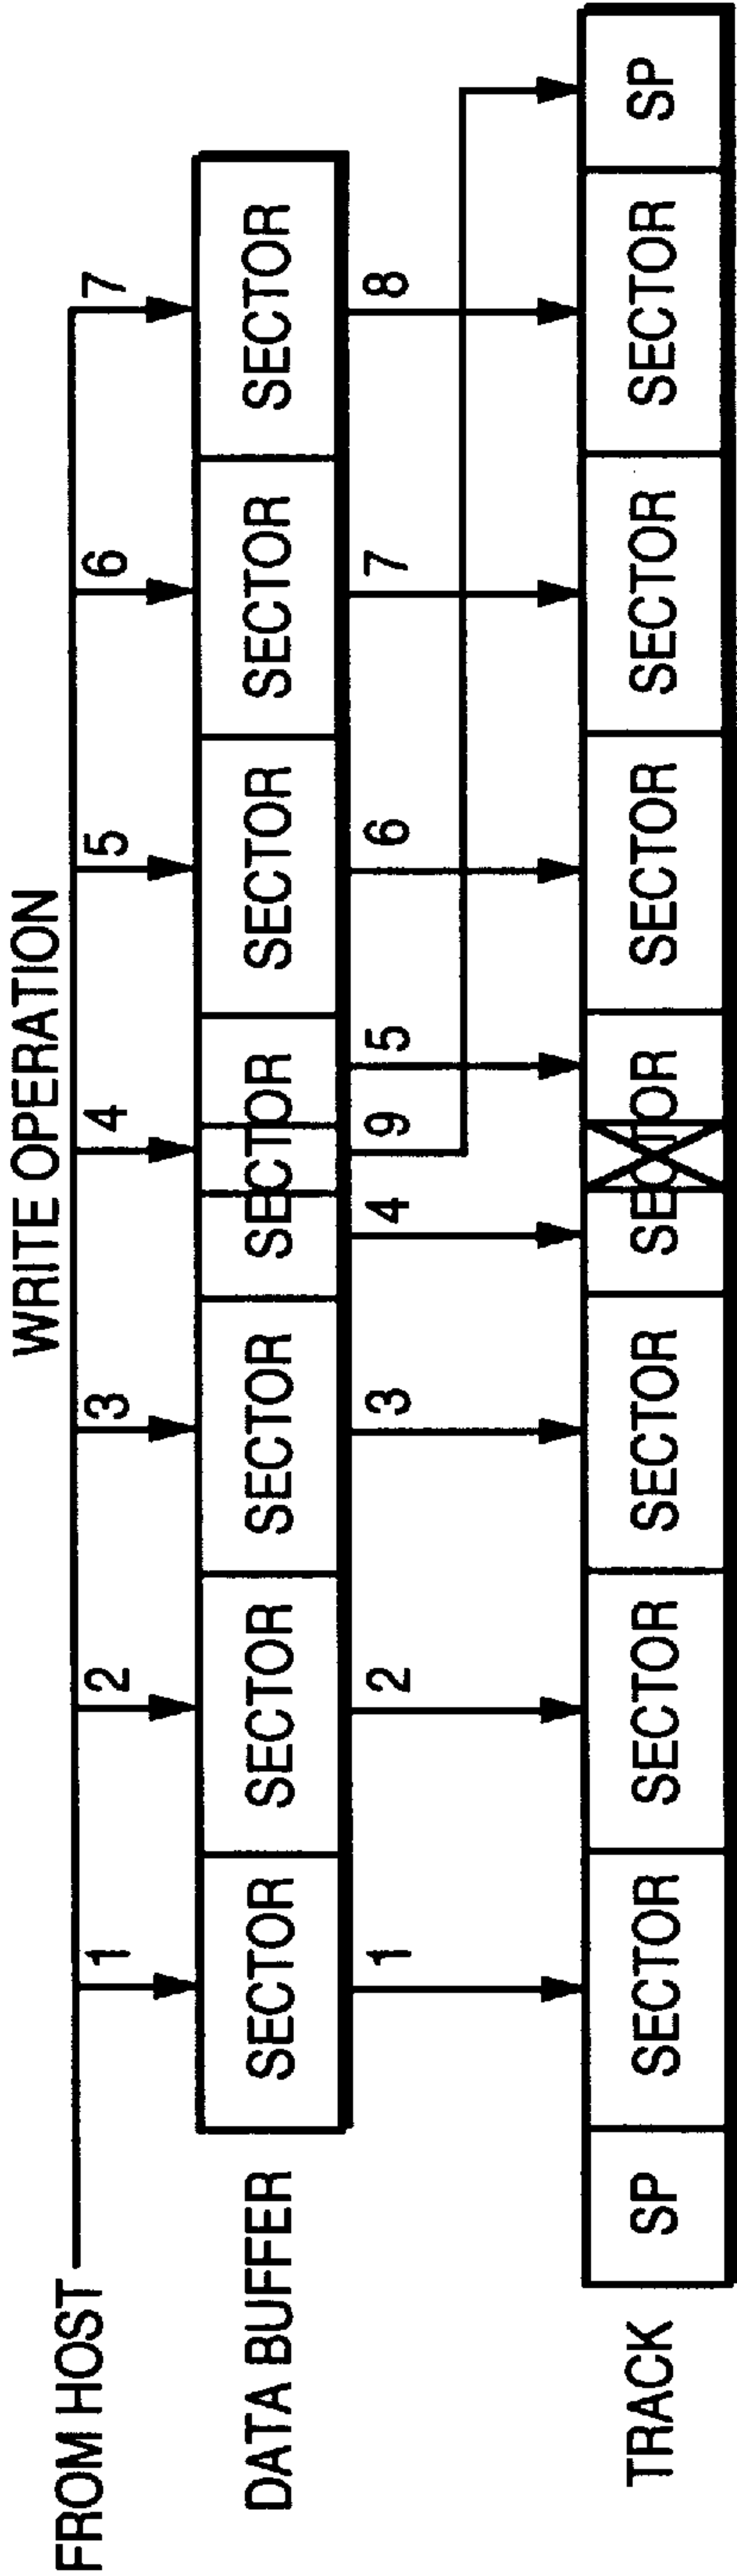 WRITE OPERATION
FROM HOST
1 2 3 4 5 6 7
DATA BUFFER
SECTOR SECTOR SECTOR SECTOR SECTOR SECTOR SECTOR
1 2 3 4 9 5 6 7 8
TRACK
SP SECTOR SECTOR SECTOR SECTOR SECTOR SECTOR SECTOR SP